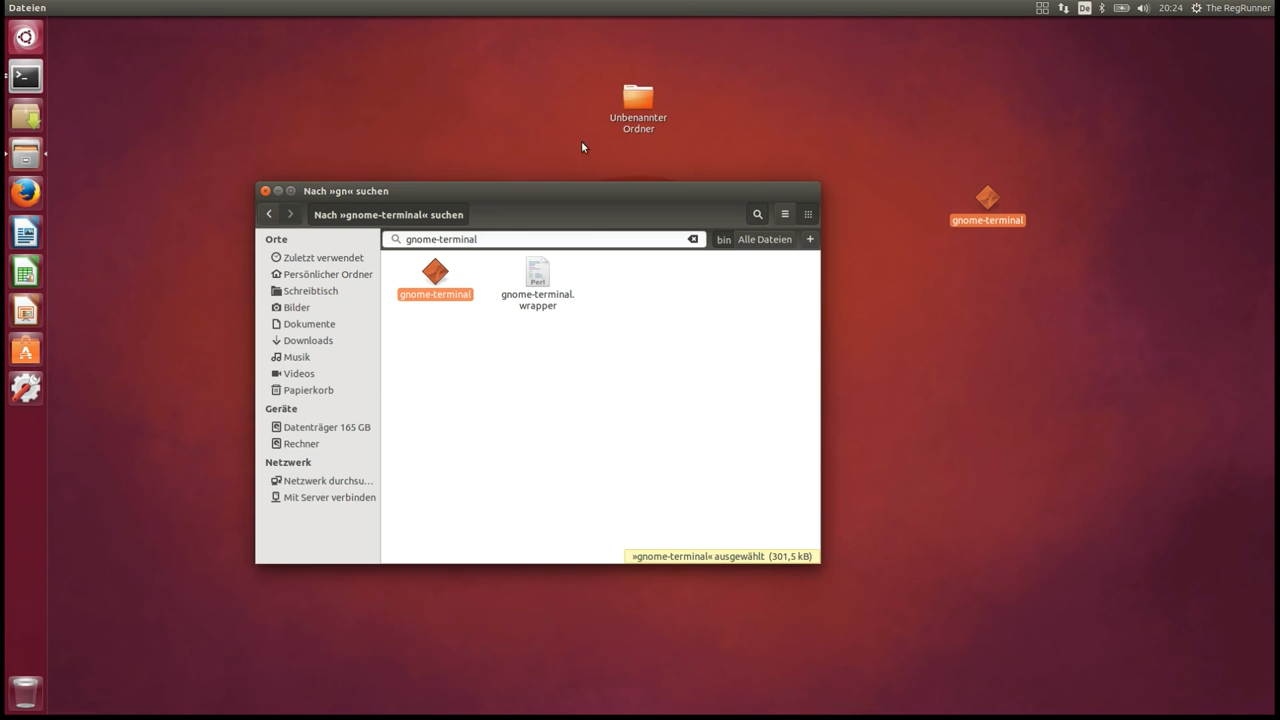 Dateien
De
20:24
The RegRunner
Unbenannter
Ordner
gnome-terminal
Nach »gn« suchen
Nach »gnome-terminal« suchen
gnome-terminal
bin
Alle Dateien
+
Orte
Zuletzt verwendet
Persönlicher Ordner
Schreibtisch
Bilder
Dokumente
Downloads
Musik
Videos
Papierkorb
Geräte
Datenträger 165 GB
Rechner
Netzwerk
Netzwerk durchsu...
Mit Server verbinden
gnome-terminal
Perl
gnome-terminal.
wrapper
»gnome-terminal« ausgewählt (301,5 kB)